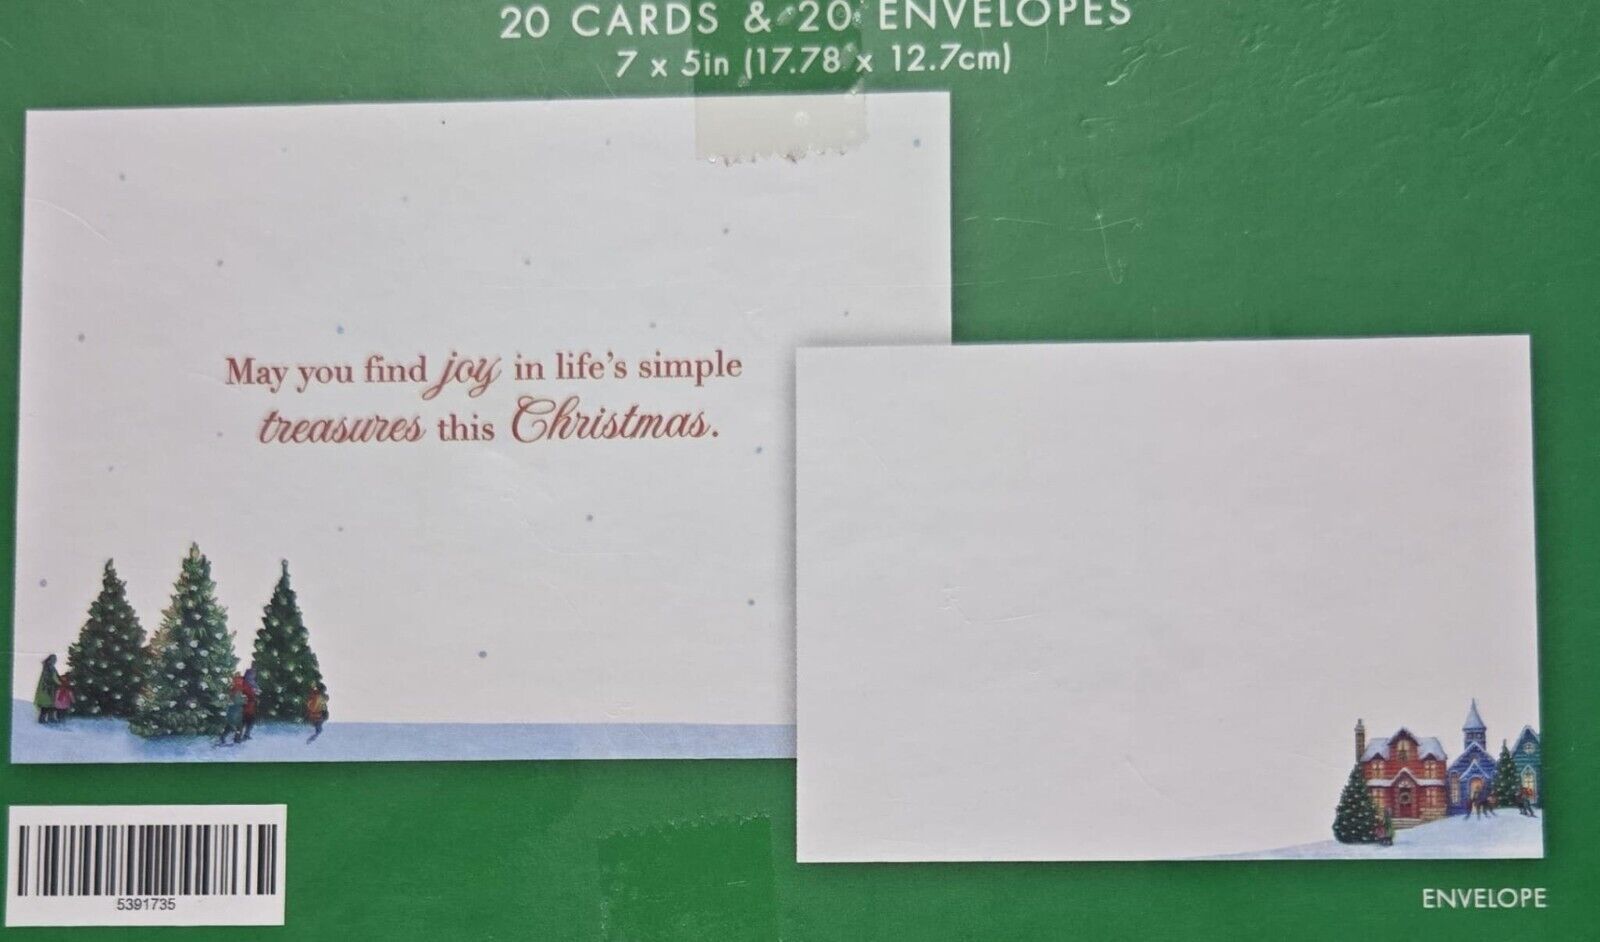 20 CARDS & 20 ENVELOPES
7 x 5in (17.78 x 12.7cm)
May you find joy in life's simple
treasures this Christmas.
5391735
ENVELOPE